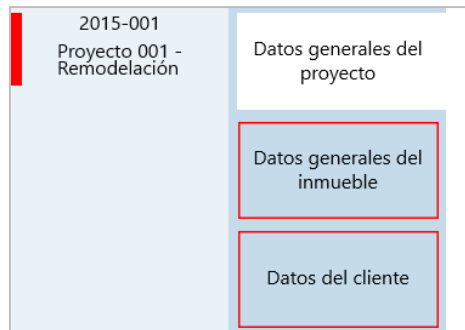 2015-001
Proyecto 001 -
Remodelación
Datos generales del
proyecto
Datos generales del
inmueble
Datos del cliente